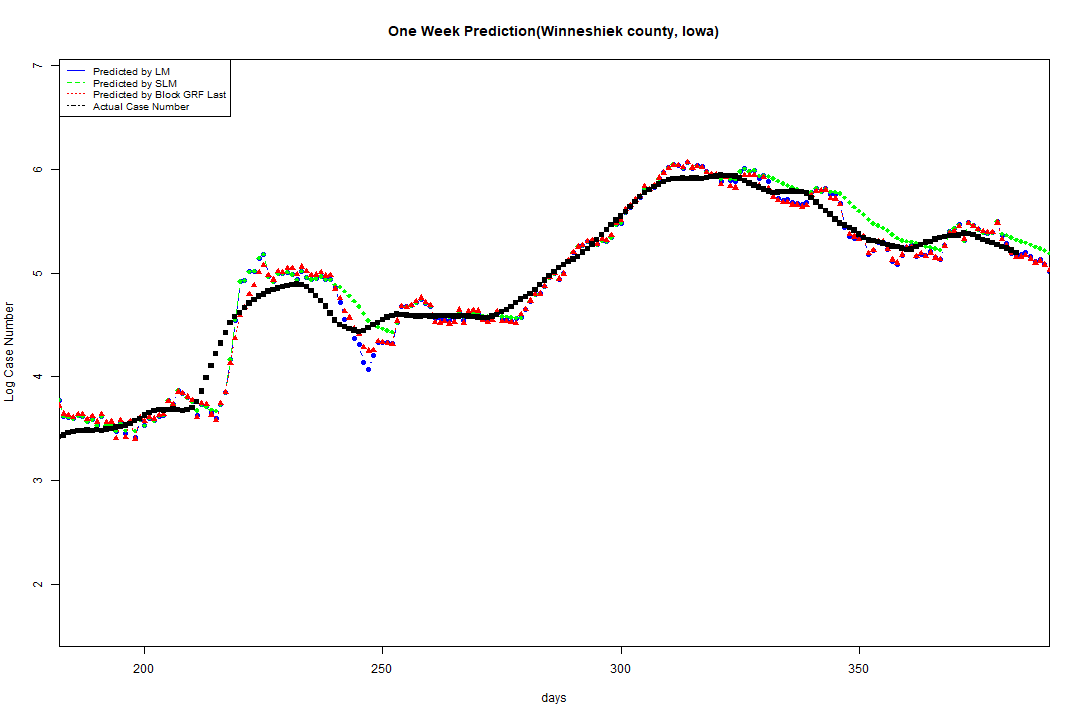 One Week Prediction(Winneshiek county, Iowa)
Predicted by LM
Predicted by SLM
Predicted by Block GRF Last
Actual Case Number
7
6
5
4
3
2
Log Case Number
200
250
300
350
days